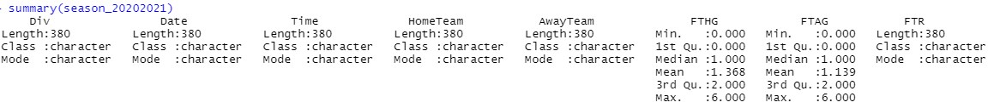 > summary(season_20202021)
Div Date Time HomeTeam AwayTeam FTHG FTAG FTR
Length:380 Length:380 Length:380 Length:380 Length:380 Min. :0.000 Min. :0.000 Length:380
Class :character Class :character Class :character Class :character Class :character 1st Qu.:0.000 1st Qu.:0.000 Class :character
Mode :character Mode :character Mode :character Mode :character Mode :character Median :1.000 Median :1.000 Mode :character
Mean :1.368 Mean :1.139
3rd Qu.:2.000 3rd Qu.:2.000
Max. :6.000 Max. :6.000